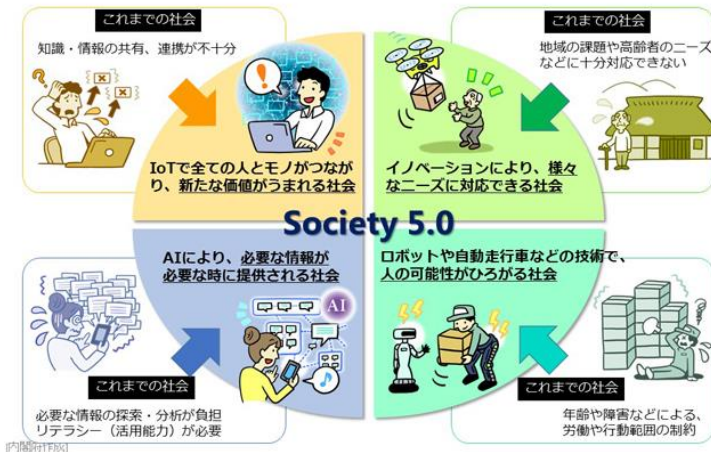 これまでの社会
知識・情報の共有、連携が不十分
IoTで全ての人とモノがつなが
り、新たな価値がうまれる社会
これまでの社会
地域の課題や高齢者のニーズ
などに十分対応できない
イノベーションにより、様々
なニーズに対応できる社会
Society 5.0
AIにより、必要な情報が
必要な時に提供される社会
AI
これまでの社会
必要な情報の探索・分析が負担
リテラシー（活用能力）が必要
ロボットや自動走行車などの技術で、
人の可能性がひろがる社会
これまでの社会
年齢や障害などによる、
労働や行動範囲の制約
[内閣府作成]